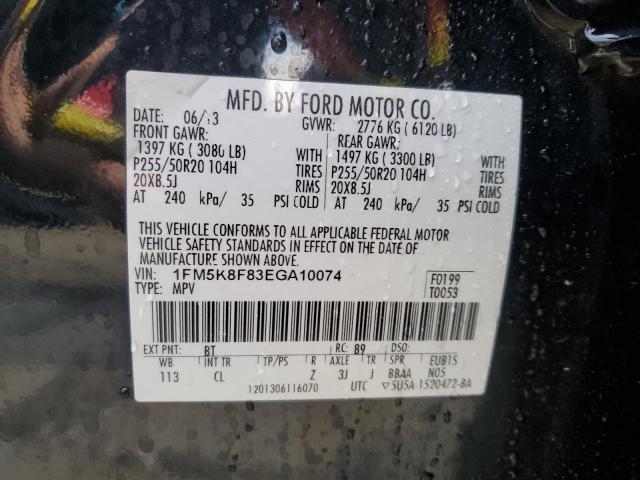 MFD. BY FORD MOTOR CO.
DATE: 06/13 GVWR: 2776 KG ( 6120 LB)
FRONT GAWR: REAR GAWR:
1397 KG ( 3080 LB) WITH 1497 KG ( 3300 LB) WITH
P255/50R20 104H TIRES P255/50R20 104H TIRES
20X8.5J RIMS 20X8.5J RIMS
AT 240 kPa/ 35 PSI COLD AT 240 kPa/ 35 PSI COLD
THIS VEHICLE CONFORMS TO ALL APPLICABLE FEDERAL MOTOR
VEHICLE SAFETY STANDARDS IN EFFECT ON THE DATE OF
MANUFACTURE SHOWN ABOVE.
VIN: 1FM5K8F83EGA10074 F0199
TYPE: MPV T0053
EXT PNT: BT RC: 89 DSO:
WB INT TR TP/PS R AXLE TR SPR EUB1S
113 CL Z 3J J BBAA N05
1201306116070 UTC ▽5U5A-1520472-BA